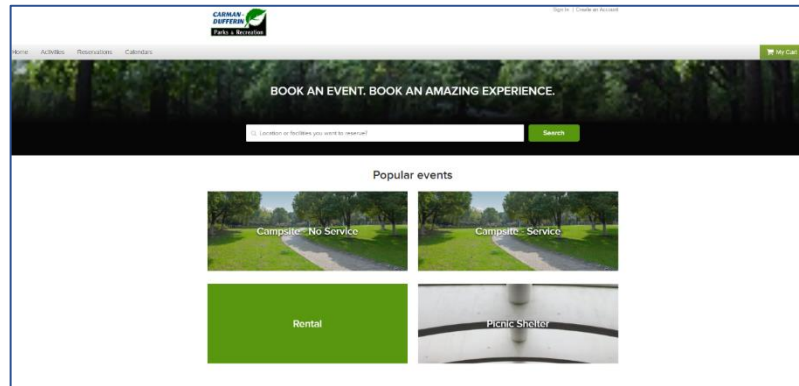 CARMAN-
DUFFERIN
Parks & Recreation
Sign In | Create an Account
Home Activities Reservations Calendars
My Cart
BOOK AN EVENT. BOOK AN AMAZING EXPERIENCE.
Location or facilities you want to reserve?
Search
Popular events
Campsite - No Service
Campsite - Service
Rental
Picnic Shelter